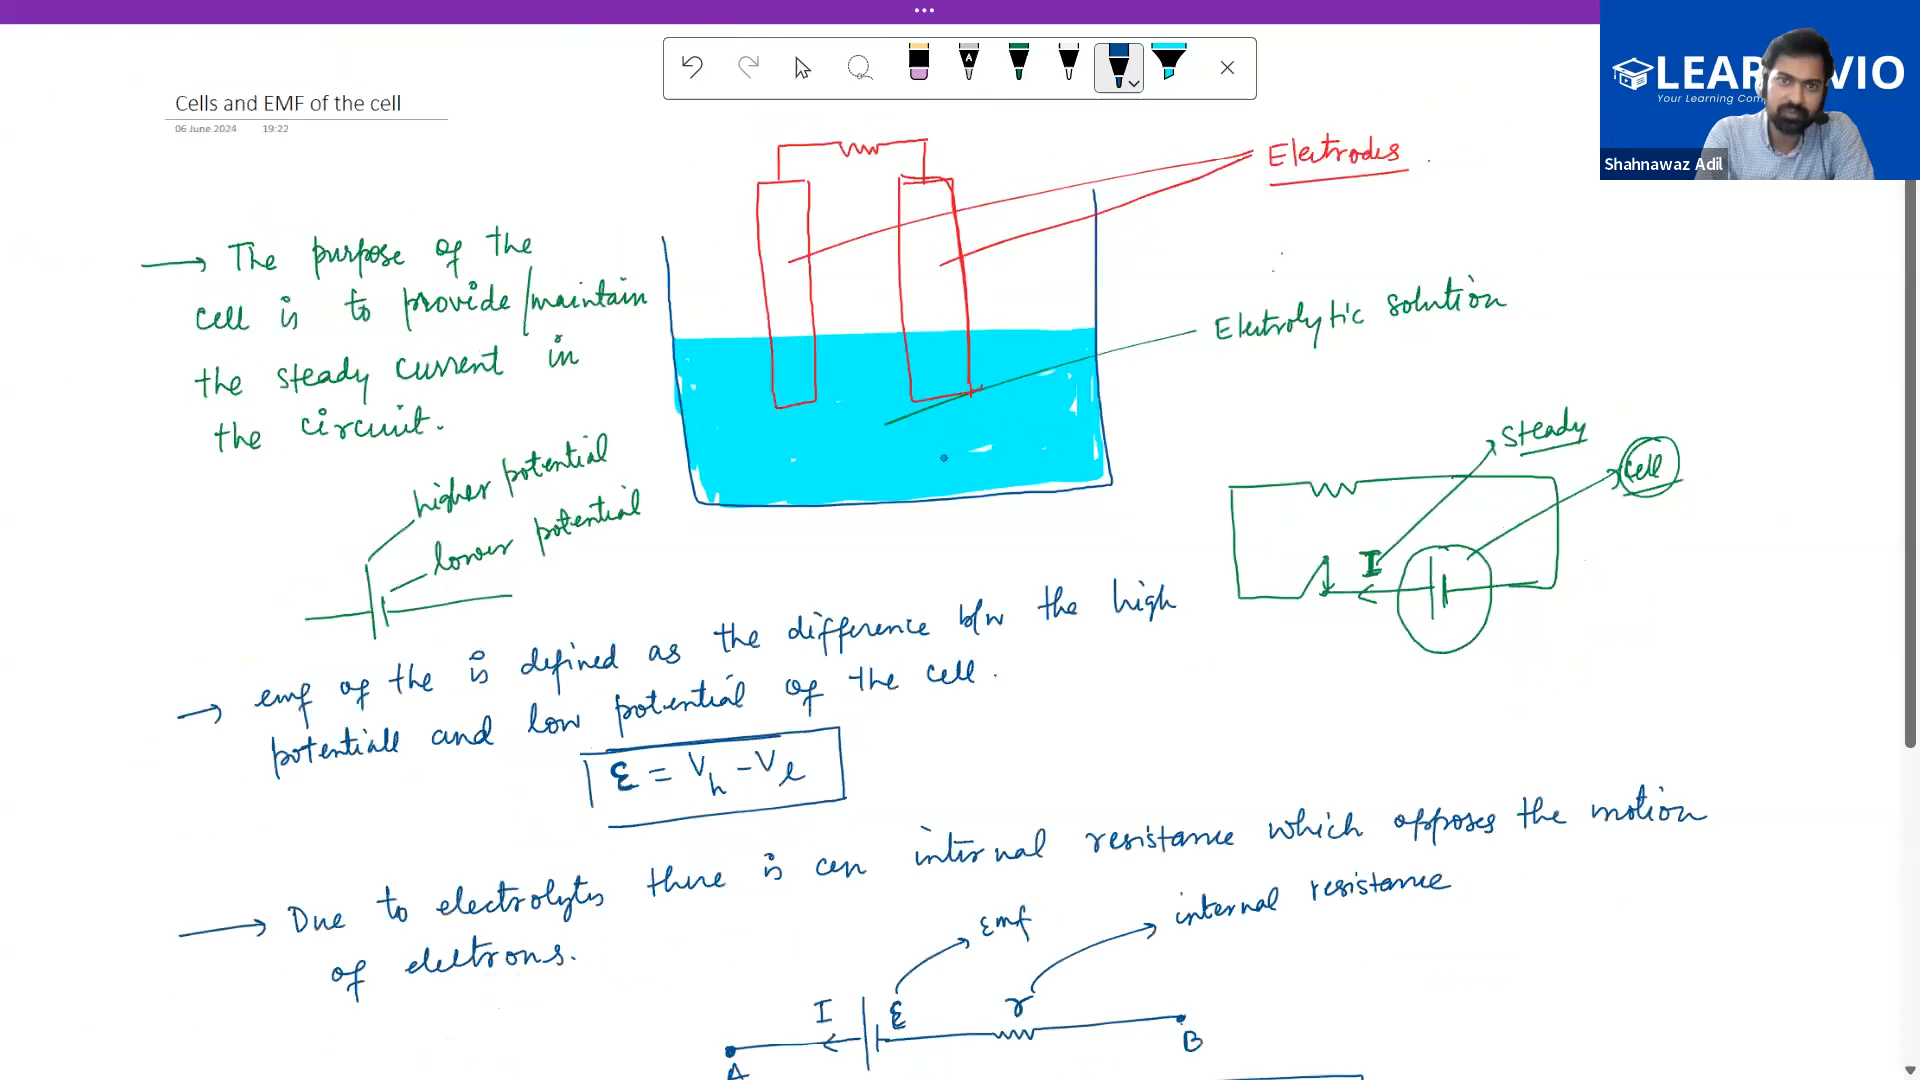 Cells and EMF of the cell
06 June 2024 19:22
LEAR VIO
Your Learning Com
Shahnawaz Adil
A
Electrodes
→ The purpose of the
cell is to provide/maintain
the steady current in
the circuit.
Electrolytic solution
higher potential
lower potential
Steady
Cell
I
→ emf of the is defined as the difference b/w the high
potentiall and low potential of the cell.
ε = Vh - Vl
→ Due to electrolytes there is an internal resistance which opposes the motion
of electrons.
emf
internal resistance
I ε r
A B